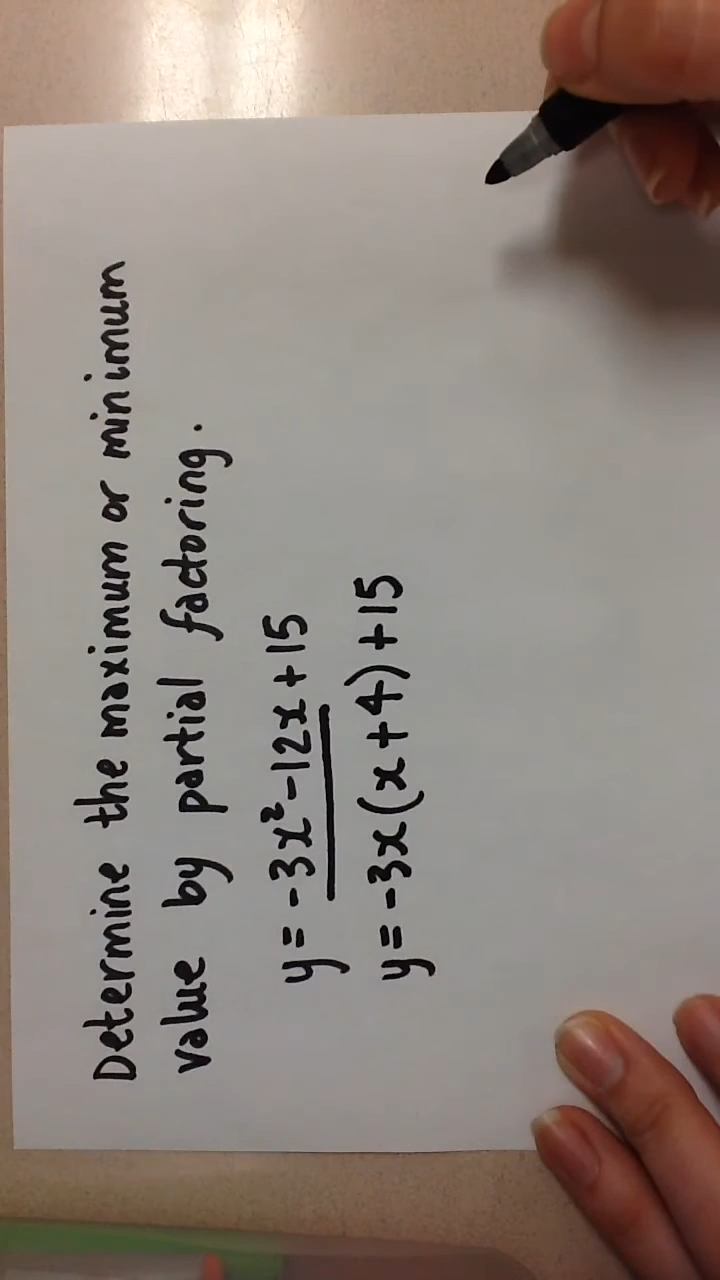 Determine the maximum or minimum
value by partial factoring.
y = -3x² - 12x + 15
y = -3x(x + 4) + 15